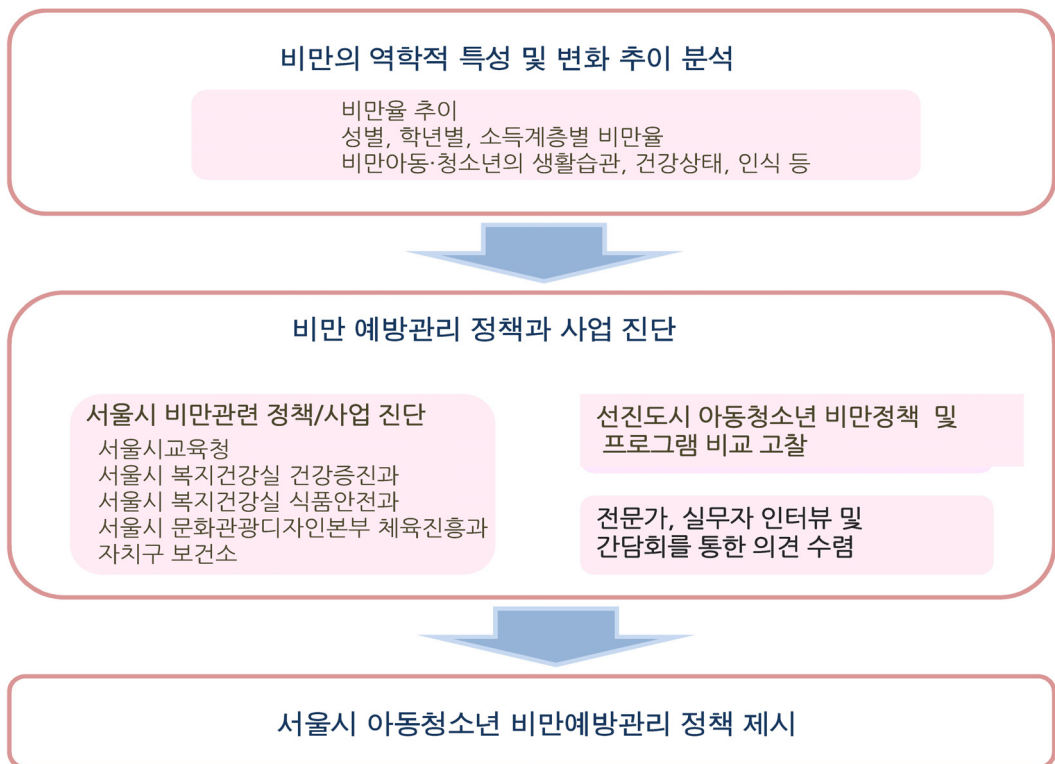 비만의 역학적 특성 및 변화 추이 분석
비만율 추이
성별, 학년별, 소득계층별 비만율
비만아동·청소년의 생활습관, 건강상태, 인식 등
비만 예방관리 정책과 사업 진단
서울시 비만관련 정책/사업 진단
서울시교육청
서울시 복지건강실 건강증진과
서울시 복지건강실 식품안전과
서울시 문화관광디자인본부 체육진흥과
자치구 보건소
선진도시 아동청소년 비만정책 및
프로그램 비교 고찰
전문가, 실무자 인터뷰 및
간담회를 통한 의견 수렴
서울시 아동청소년 비만예방관리 정책 제시